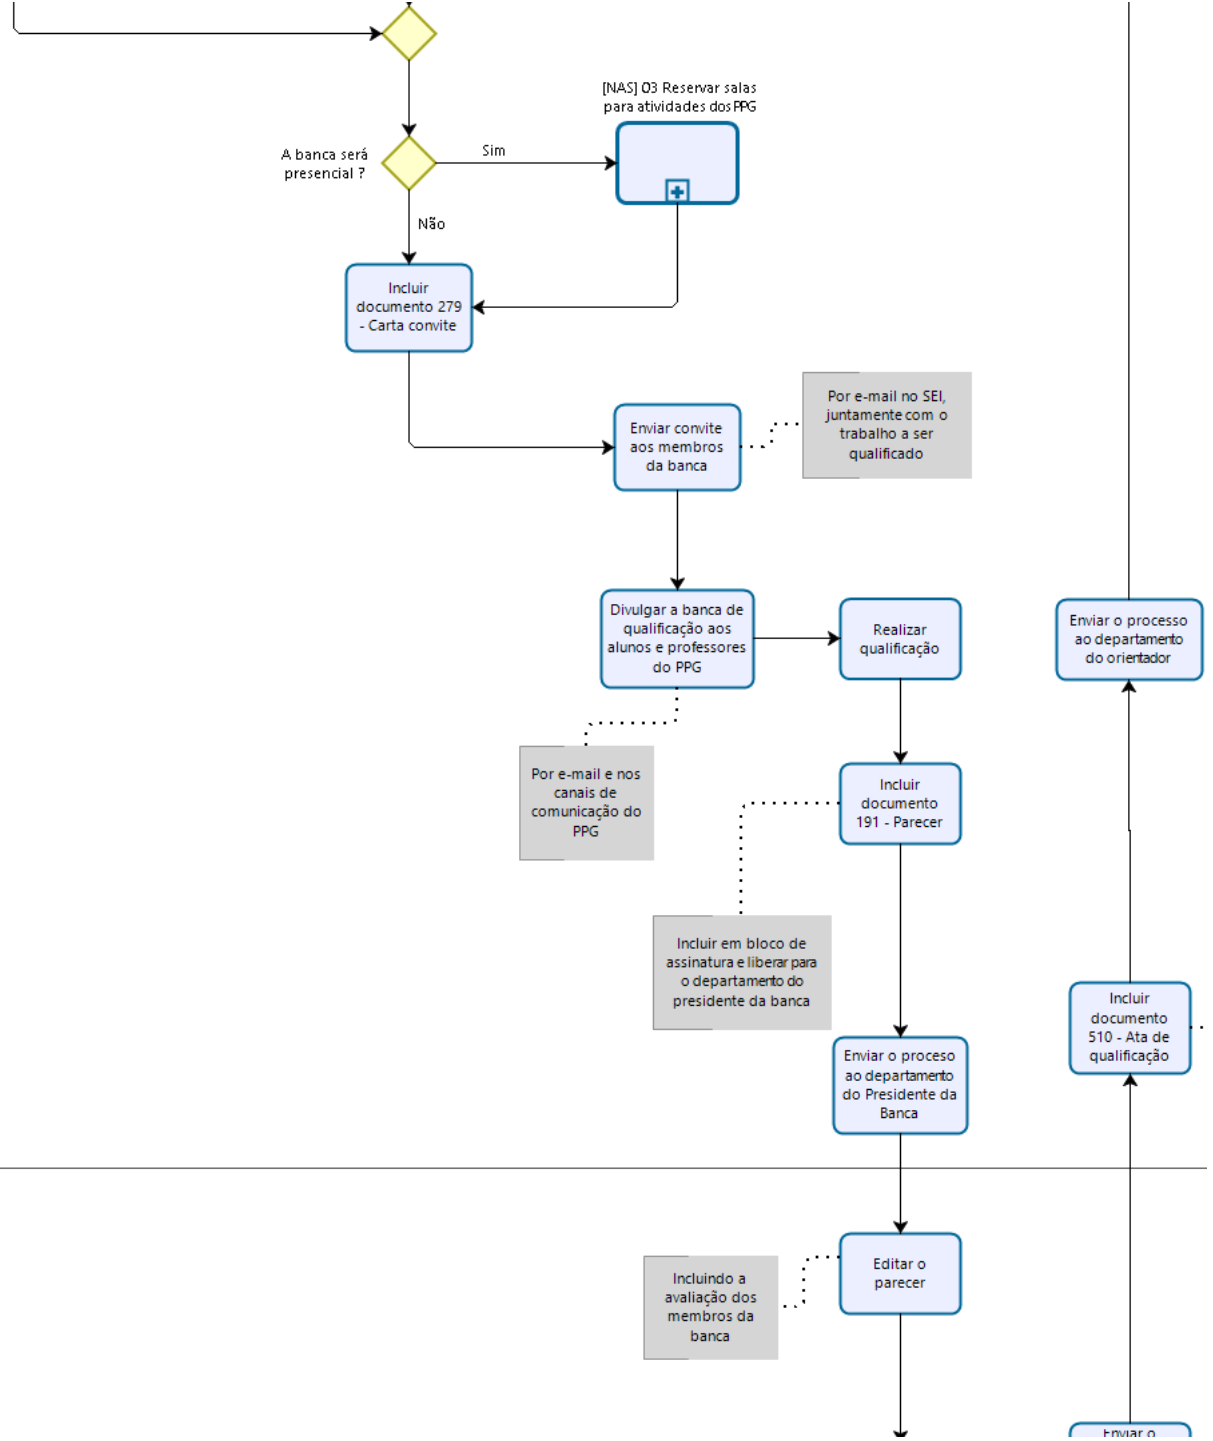 [NAS] 03 Reservar salas
para atividades dos PPG
A banca será
presencial ?
Sim
Não
Incluir
documento 279
- Carta convite
Enviar convite
aos membros
da banca
Por e-mail no SEI,
juntamente com o
trabalho a ser
qualificado
Divulgar a banca de
qualificação aos
alunos e professores
do PPG
Realizar
qualificação
Enviar o processo
ao departamento
do orientador
Por e-mail e nos
canais de
comunicação do
PPG
Incluir
documento
191 - Parecer
Incluir em bloco de
assinatura e liberar para
o departamento do
presidente da banca
Incluir
documento
510 - Ata de
qualificação
Enviar o proceso
ao departamento
do Presidente da
Banca
Editar o
parecer
Incluindo a
avaliação dos
membros da
banca
Enviar o